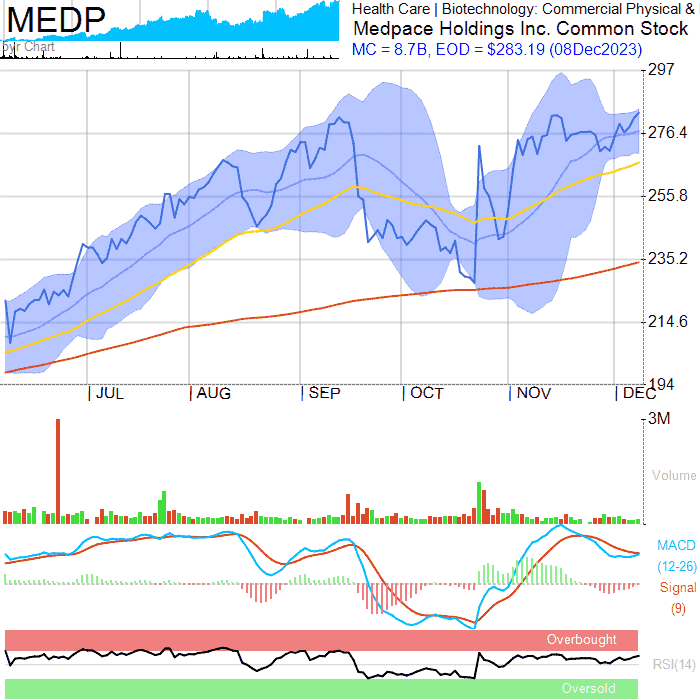 MEDP
Health Care | Biotechnology: Commercial Physical &
Medpace Holdings Inc. Common Stock
MC = 8.7B, EOD = $283.19 (08Dec2023)
yr Chart
297
276.4
255.8
235.2
214.6
194
JUL AUG SEP OCT NOV DEC
3M
Volume
MACD
(12-26)
Signal
(9)
Overbought
RSI(14)
Oversold